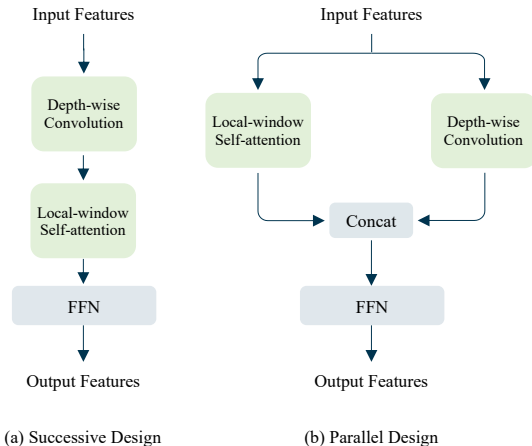 Input Features
Depth-wise
Convolution
Local-window
Self-attention
FFN
Output Features
(a) Successive Design
Input Features
Local-window
Self-attention
Depth-wise
Convolution
Concat
FFN
Output Features
(b) Parallel Design